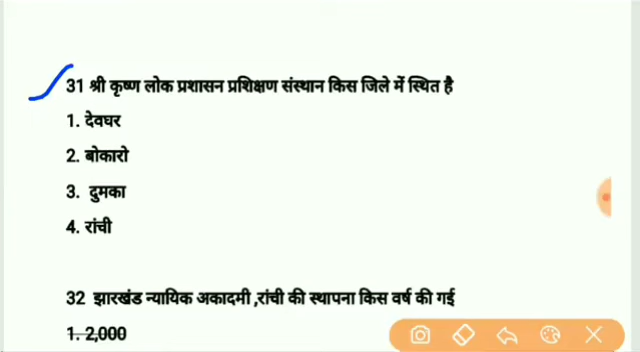 31 श्री कृष्ण लोक प्रशासन प्रशिक्षण संस्थान किस जिले में स्थित है
1. देवघर
2. बोकारो
3. दुमका
4. रांची
32 झारखंड न्यायिक अकादमी ,रांची की स्थापना किस वर्ष की गई
1. 2,000